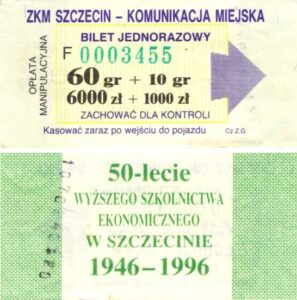 ZKM SZCZECIN – KOMUNIKACJA MIEJSKA
OPŁATA MANIPULACYJNA
BILET JEDNORAZOWY
F 0003455
60 gr + 10 gr
6000 zł + 1000 zł
ZACHOWAĆ DLA KONTROLI
Kasować zaraz po wejściu do pojazdu
Cz.Z.G.
50-lecie
WYŻSZEGO SZKOLNICTWA
EKONOMICZNEGO
W SZCZECINIE
1946–1996